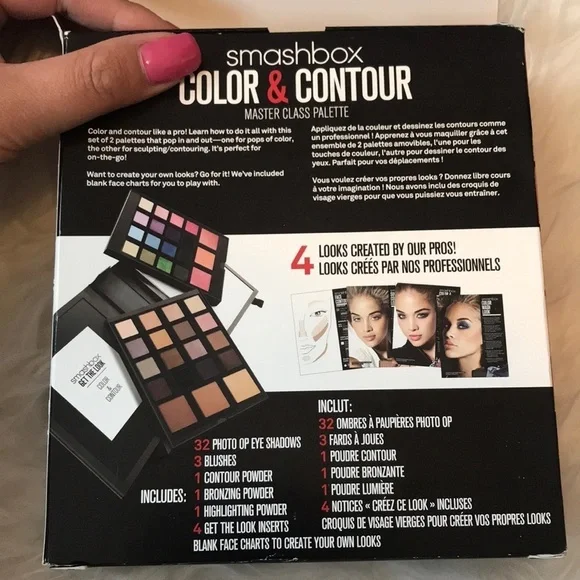 smashbox
COLOR & CONTOUR
MASTER CLASS PALETTE
Color and contour like a pro! Learn how to do it all with this
set of 2 palettes that pop in and out—one for pops of color,
the other for sculpting/contouring. It's perfect for
on-the-go!
Want to create your own looks? Go for it! We've included
blank face charts for you to play with.
Appliquez de la couleur et dessinez les contours comme
un professionnel ! Apprenez à vous maquiller grâce à cet
ensemble de 2 palettes amovibles, l'une pour les
touches de couleur, l'autre pour dessiner le contour des
yeux. Parfait pour vos déplacements !
Vous voulez créer vos propres looks ? Donnez libre cours
à votre imagination ! Nous avons inclus des croquis de
visage vierges pour que vous puissiez vous entraîner.
4 LOOKS CREATED BY OUR PROS!
LOOKS CRÉÉS PAR NOS PROFESSIONNELS
smashbox
GET THE LOOK
COLOR
&
CONTOUR
INCLUDES:
32 PHOTO OP EYE SHADOWS
3 BLUSHES
1 CONTOUR POWDER
1 BRONZING POWDER
1 HIGHLIGHTING POWDER
4 GET THE LOOK INSERTS
BLANK FACE CHARTS TO CREATE YOUR OWN LOOKS
INCLUT:
32 OMBRES À PAUPIÈRES PHOTO OP
3 FARDS À JOUES
1 POUDRE CONTOUR
1 POUDRE BRONZANTE
1 POUDRE LUMIÈRE
4 NOTICES « CRÉEZ CE LOOK » INCLUSES
CROQUIS DE VISAGE VIERGES POUR CRÉER VOS PROPRES LOOKS